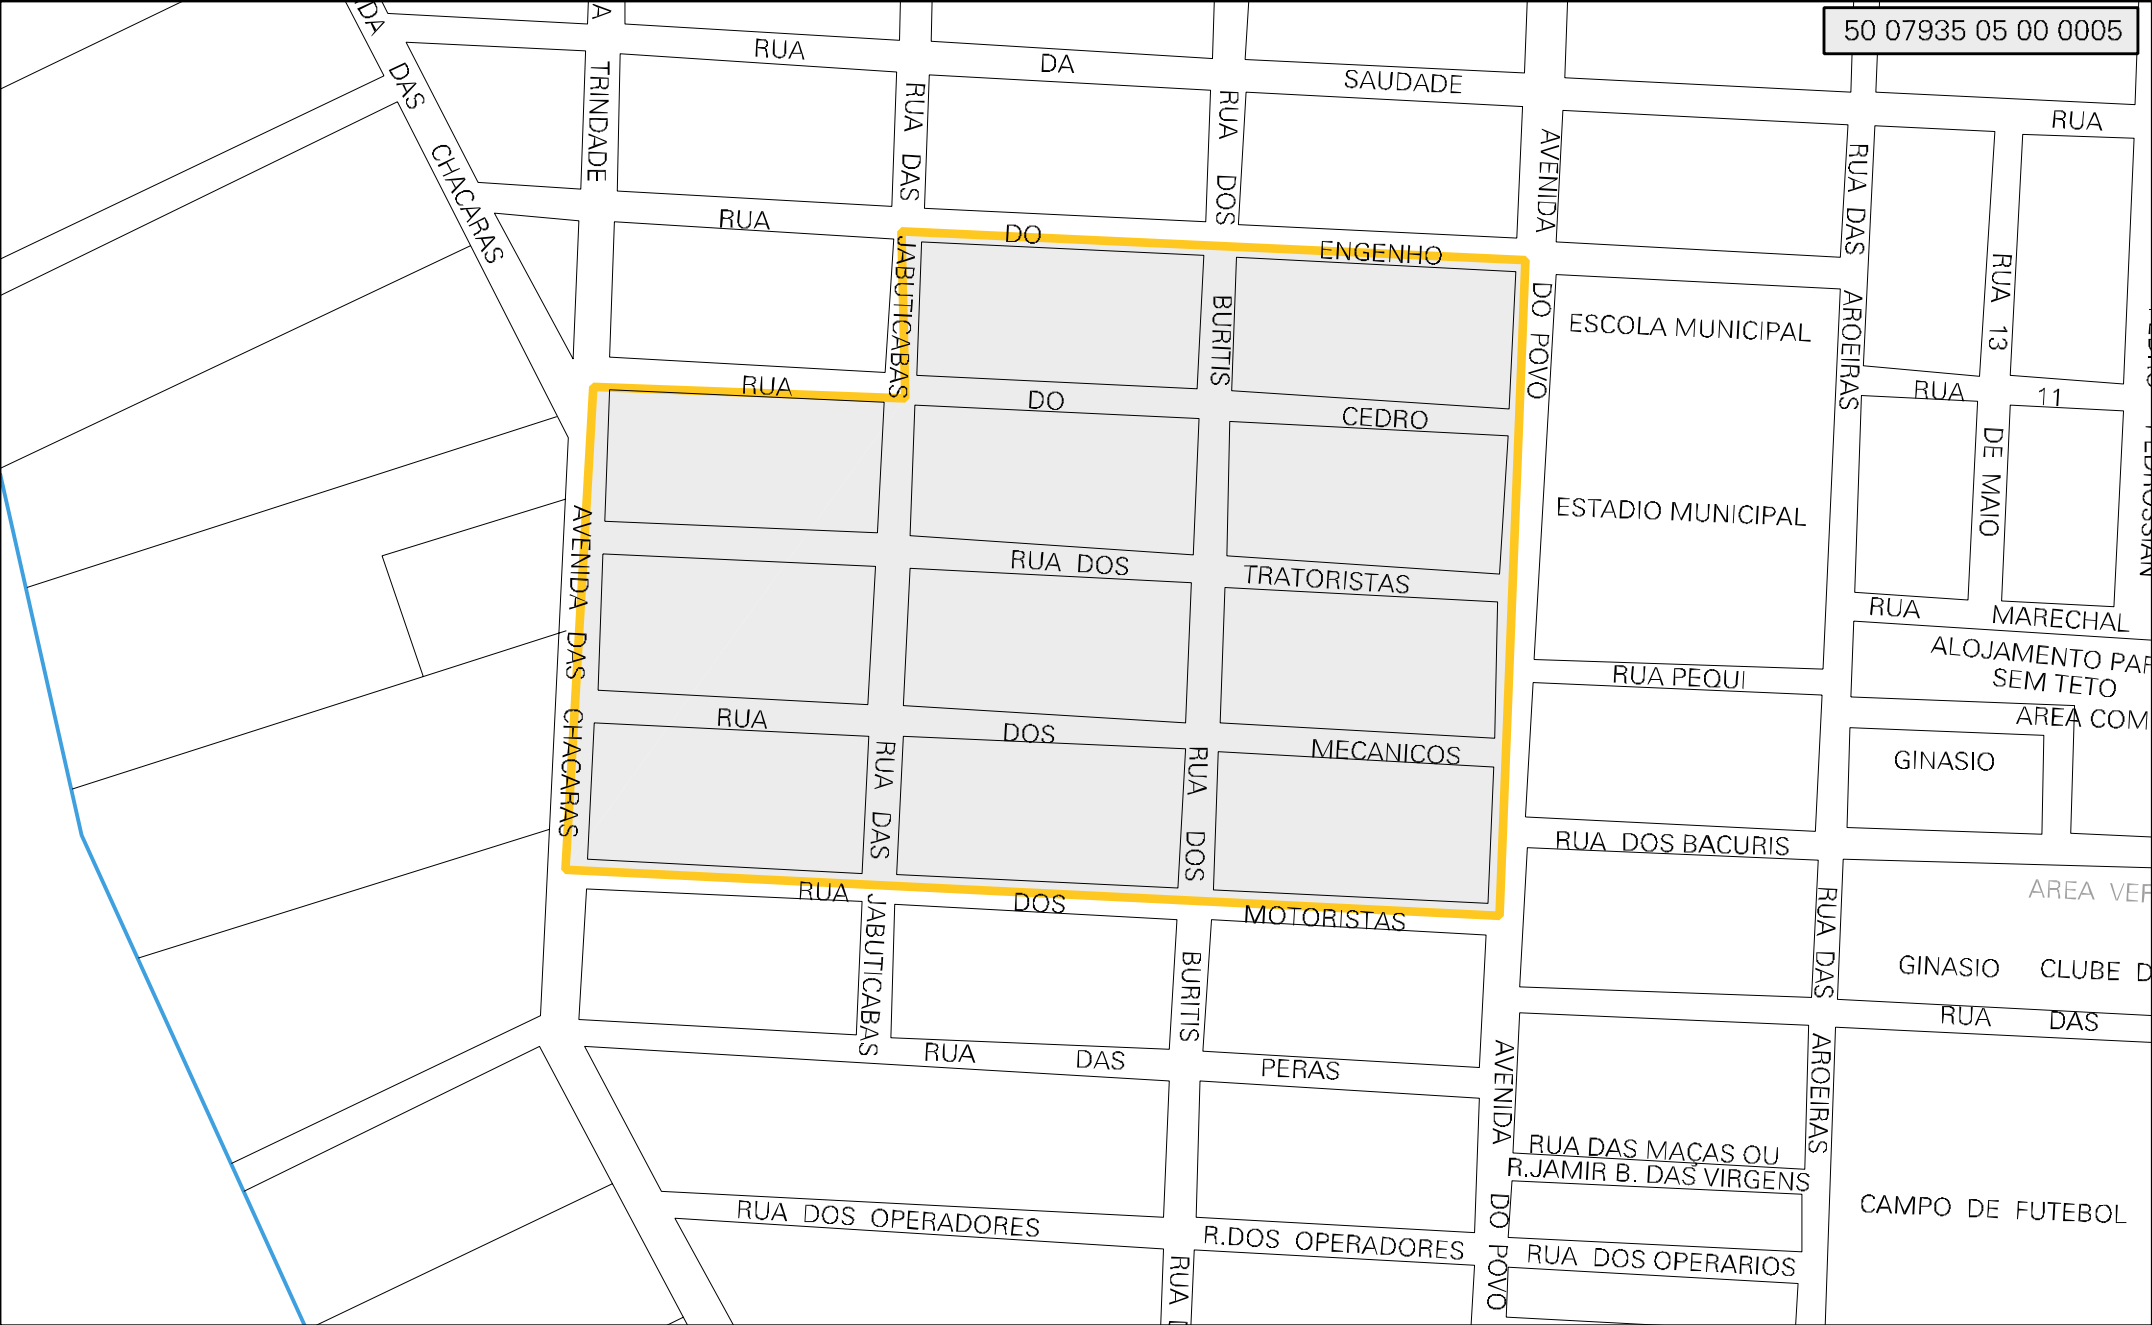 50 07935 05 00 0005
RUA DA SAUDADE
RUA
TRINDADE
DAS CHACARAS
RUA DAS JABUTICABAS
RUA DOS BURITIS
AVENIDA DO POVO
RUA DAS AROEIRAS
RUA 13 DE MAIO
RUA DO ENGENHO
ESCOLA MUNICIPAL
RUA DO CEDRO
RUA 11
ESTADIO MUNICIPAL
AVENIDA DAS CHACARAS
RUA DOS TRATORISTAS
RUA MARECHAL
ALOJAMENTO PAR
SEM TETO
RUA PEQUI
AREA COM
RUA DOS MECANICOS
GINASIO
RUA DAS JABUTICABAS
RUA DOS BURITIS
RUA DOS BACURIS
AREA VER
RUA DOS MOTORISTAS
RUA DAS AROEIRAS
GINASIO CLUBE D
RUA DAS
RUA DAS PERAS
AVENIDA DO POVO
RUA DAS MAÇAS OU
R.JAMIR B. DAS VIRGENS
CAMPO DE FUTEBOL
RUA DOS OPERADORES
R.DOS OPERADORES
RUA DOS OPERARIOS
RUA